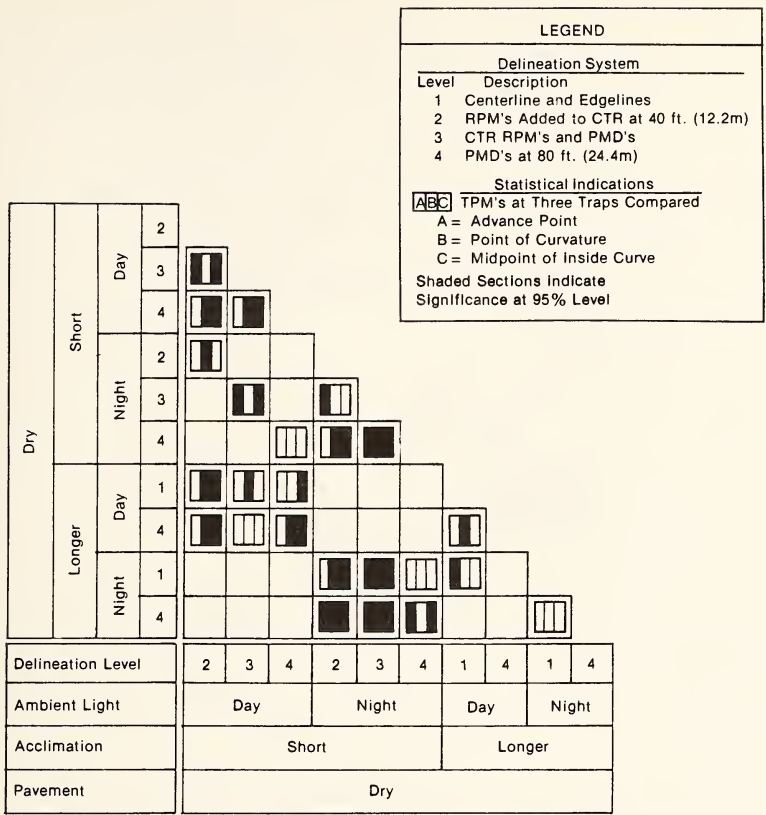 LEGEND
Delineation System
Level Description
1 Centerline and Edgelines
2 RPM's Added to CTR at 40 ft. (12.2m)
3 CTR RPM's and PMD's
4 PMD's at 80 ft. (24.4m)
Statistical Indications
ABC TPM's at Three Traps Compared
A = Advance Point
B = Point of Curvature
C = Midpoint of Inside Curve
Shaded Sections Indicate
Significance at 95% Level
Dry
Short
Day
2
3
4
Night
2
3
4
Longer
Day
1
4
Night
1
4
Delineation Level 2 3 4 2 3 4 1 4 1 4
Ambient Light Day Night Day Night
Acclimation Short Longer
Pavement Dry